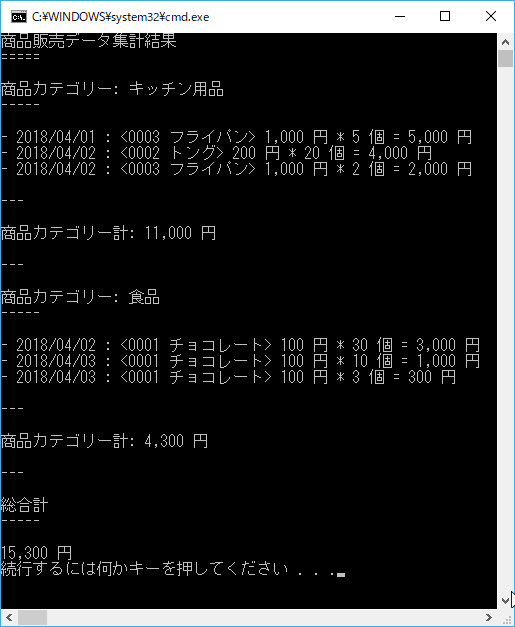 C:¥WINDOWS¥system32¥cmd.exe
商品販売データ集計結果
=====
商品カテゴリー: キッチン用品
-----
- 2018/04/01 : <0003 フライパン> 1,000 円 * 5 個 = 5,000 円
- 2018/04/02 : <0002 トング> 200 円 * 20 個 = 4,000 円
- 2018/04/02 : <0003 フライパン> 1,000 円 * 2 個 = 2,000 円
---
商品カテゴリー計: 11,000 円
---
商品カテゴリー: 食品
-----
- 2018/04/02 : <0001 チョコレート> 100 円 * 30 個 = 3,000 円
- 2018/04/03 : <0001 チョコレート> 100 円 * 10 個 = 1,000 円
- 2018/04/03 : <0001 チョコレート> 100 円 * 3 個 = 300 円
---
商品カテゴリー計: 4,300 円
---
総合計
-----
15,300 円
続行するには何かキーを押してください . . .